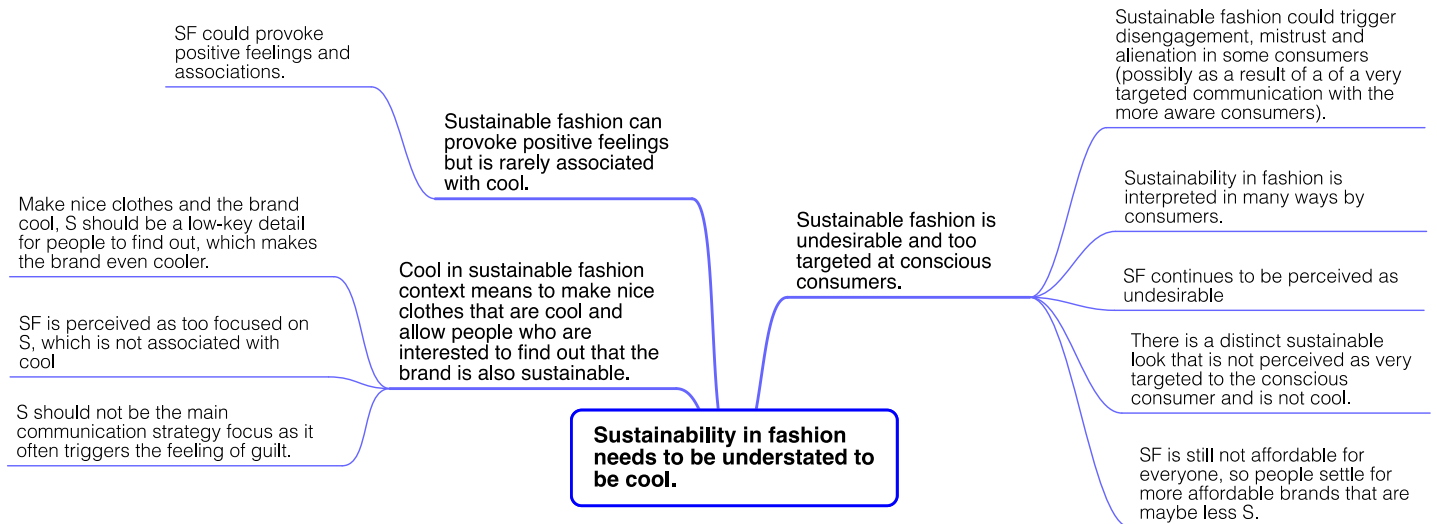 SF could provoke
positive feelings and
associations.
Sustainable fashion can
provoke positive feelings
but is rarely associated
with cool.
Make nice clothes and the brand
cool, S should be a low-key detail
for people to find out, which makes
the brand even cooler.
SF is perceived as too focused on
S, which is not associated with
cool
S should not be the main
communication strategy focus as it
often triggers the feeling of guilt.
Cool in sustainable fashion
context means to make nice
clothes that are cool and
allow people who are
interested to find out that the
brand is also sustainable.
Sustainability in fashion
needs to be understated to
be cool.
Sustainable fashion is
undesirable and too
targeted at conscious
consumers.
Sustainable fashion could trigger
disengagement, mistrust and
alienation in some consumers
(possibly as a result of a of a very
targeted communication with the
more aware consumers).
Sustainability in fashion is
interpreted in many ways by
consumers.
SF continues to be perceived as
undesirable
There is a distinct sustainable
look that is not perceived as very
targeted to the conscious
consumer and is not cool.
SF is still not affordable for
everyone, so people settle for
more affordable brands that are
maybe less S.